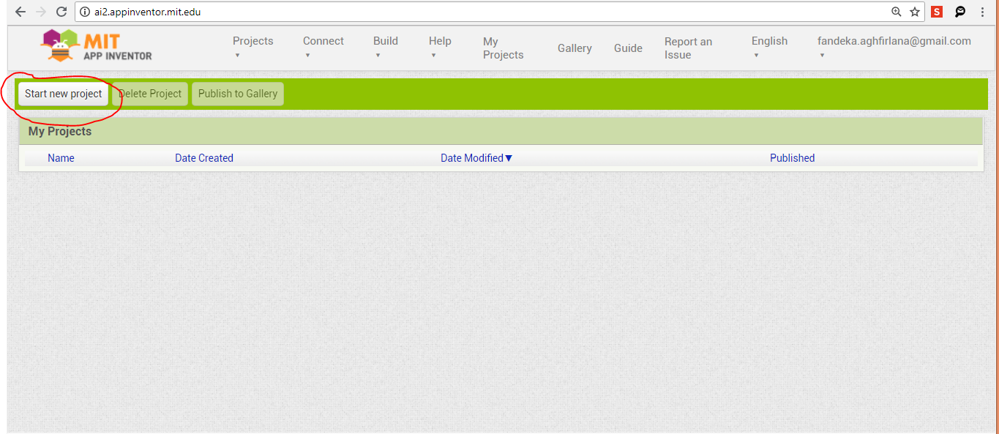 ai2.appinventor.mit.edu
S
MIT
APP INVENTOR
Projects
Connect
Build
Help
My
Projects
Gallery
Guide
Report an
Issue
English
fandeka.aghfirlana@gmail.com
Start new project
Delete Project
Publish to Gallery
My Projects
Name
Date Created
Date Modified
Published